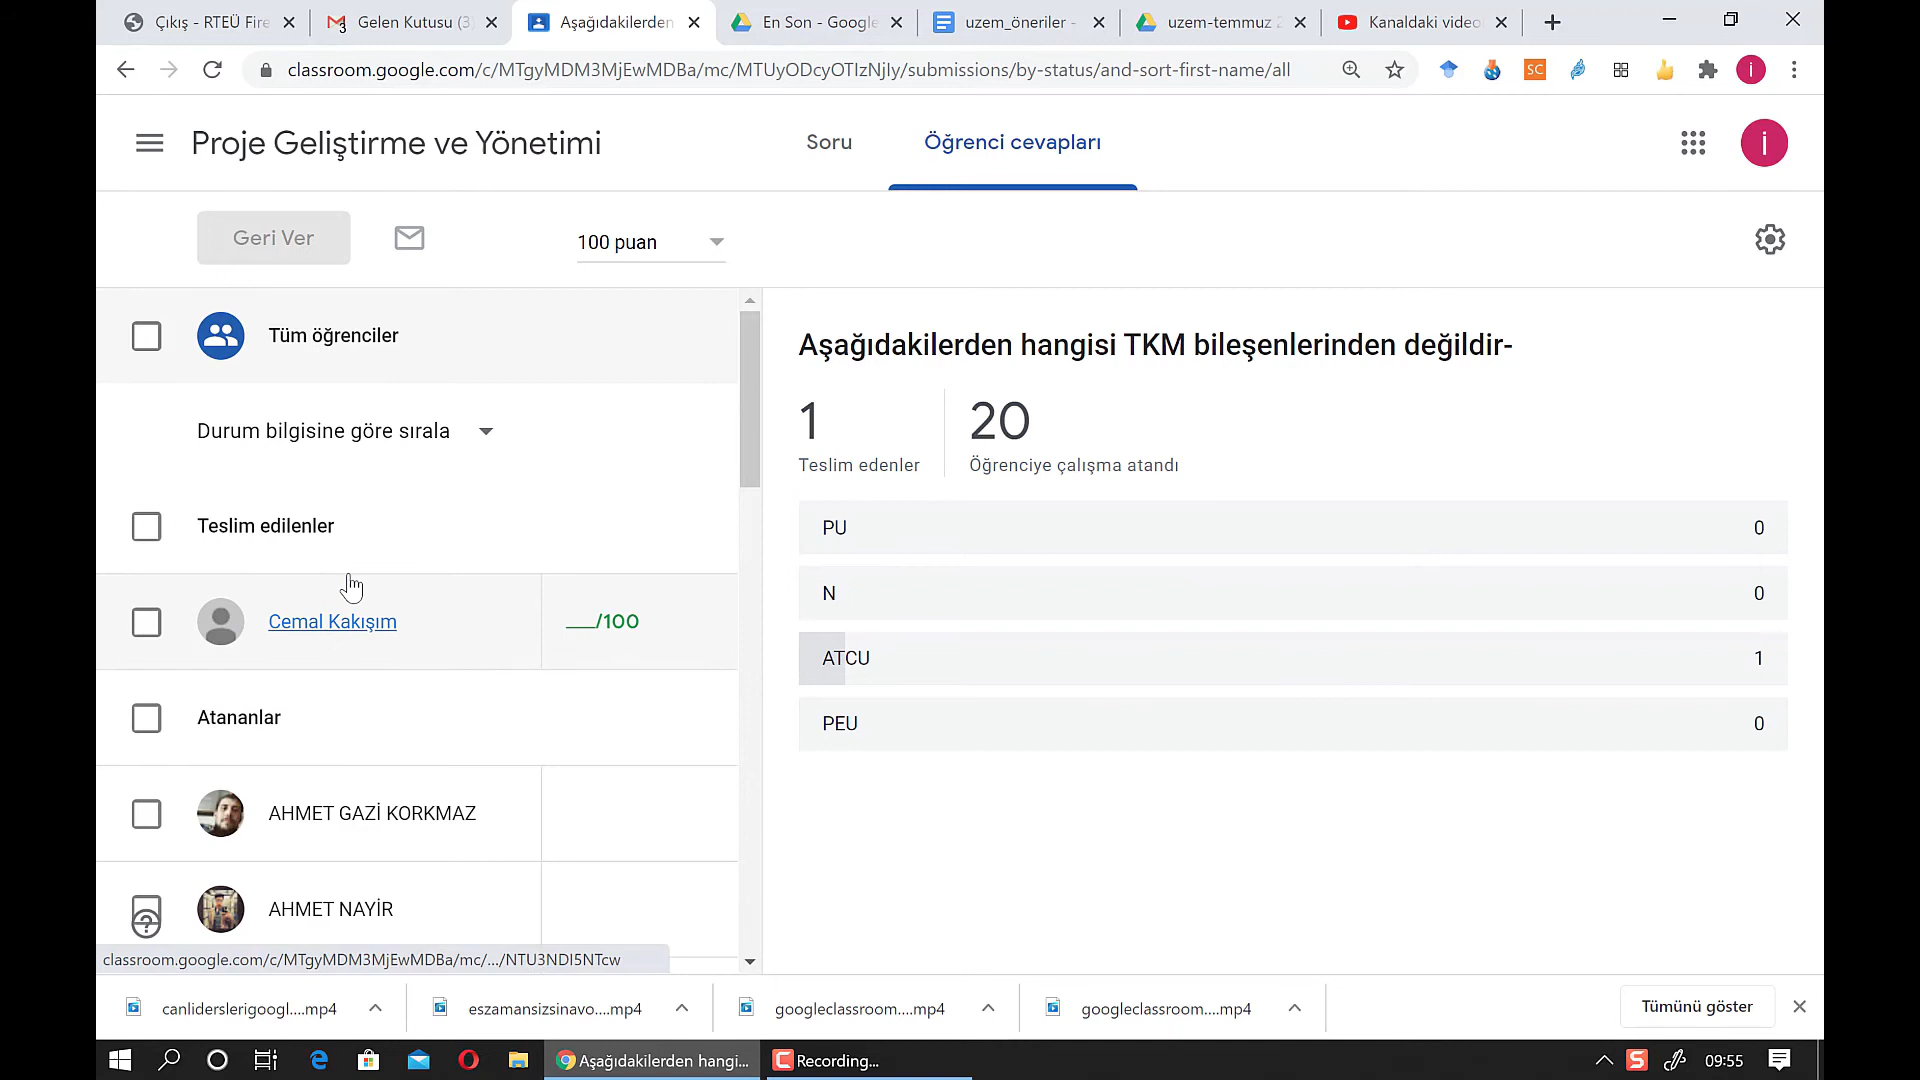 Çıkış - RTEÜ Fire
Gelen Kutusu (3
Aşağıdakilerden
En Son - Google
uzem_öneriler -
uzem-temmuz 2
Kanaldaki video
classroom.google.com/c/MTgyMDM3MjEwMDBa/mc/MTUyODcyOTIzNjIy/submissions/by-status/and-sort-first-name/all
SC
i
Proje Geliştirme ve Yönetimi
Soru
Öğrenci cevapları
i
Geri Ver
100 puan
Tüm öğrenciler
Durum bilgisine göre sırala
Teslim edilenler
Cemal Kakışım
___/100
Atananlar
AHMET GAZİ KORKMAZ
AHMET NAYİR
Aşağıdakilerden hangisi TKM bileşenlerinden değildir-
1
20
Teslim edenler
Öğrenciye çalışma atandı
PU 0
N 0
ATCU 1
PEU 0
classroom.google.com/c/MTgyMDM3MjEwMDBa/mc/.../NTU3NDI5NTcw
canliderslerigoogl....mp4
eszamansizsinavo....mp4
googleclassroom....mp4
googleclassroom....mp4
Tümünü göster
Aşağıdakilerden hangi...
Recording...
09:55